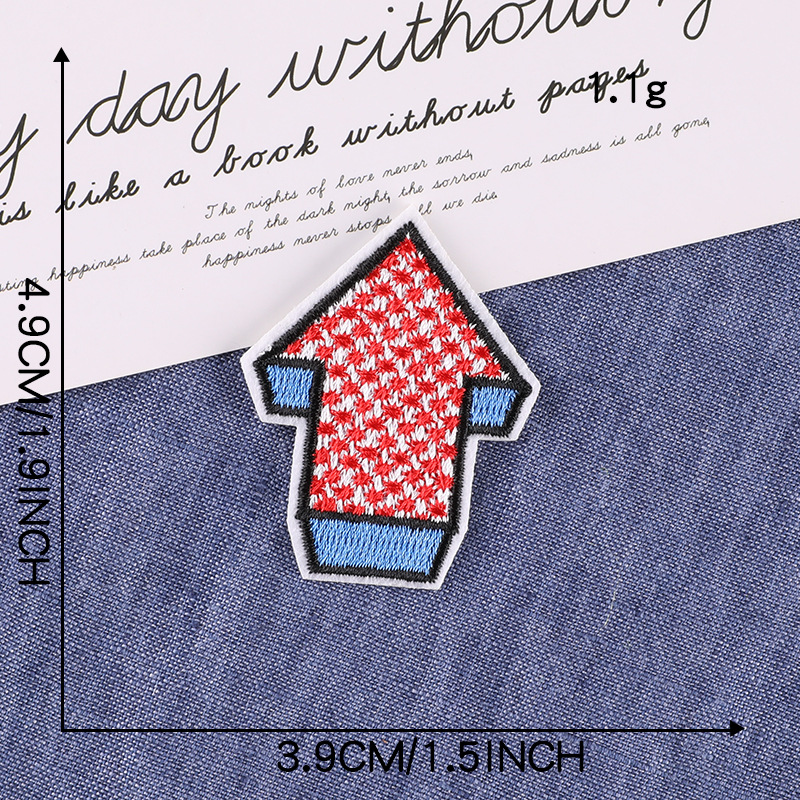 y day without
is like a book without pages
1.1g
The nights of love never ends,
happiness take place of the dark night, the sorrow and sadness is all gone,
happiness never stops we die.
4.9CM/1.9INCH
3.9CM/1.5INCH